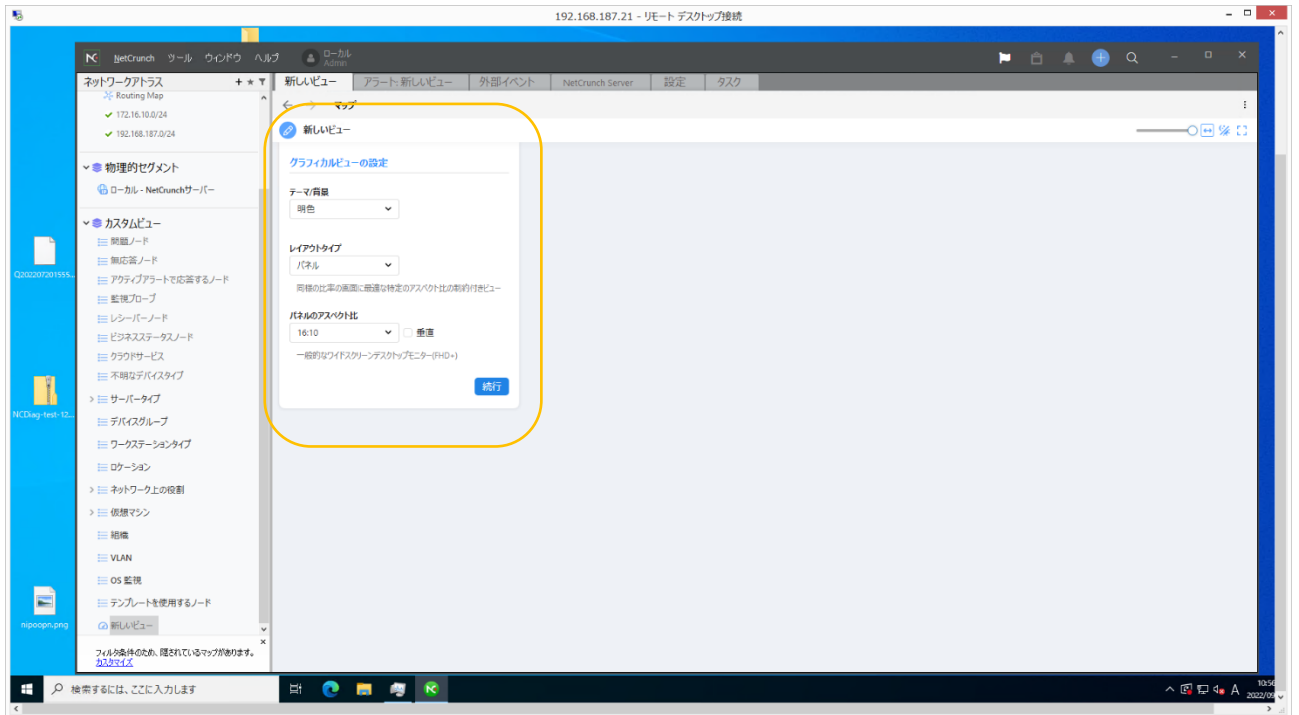 192.168.187.21 - リモート デスクトップ接続
NetCrunch ツール ウィンドウ ヘルプ ローカル
Admin
ネットワークアトラス
新しいビュー アラート: 新しいビュー 外部イベント NetCrunch Server 設定 タスク
Routing Map
172.16.10.0/24
192.168.187.0/24
物理的セグメント
ローカル - NetCrunchサーバー
カスタムビュー
問題ノード
無応答ノード
アクティブアラートで応答するノード
監視プローブ
レシーバーノード
ビジネスステータスノード
クラウドサービス
不明なデバイスタイプ
サーバータイプ
デバイスグループ
ワークステーションタイプ
ロケーション
ネットワーク上の役割
仮想マシン
組織
VLAN
OS 監視
テンプレートを使用するノード
新しいビュー
フィルタ条件のため、隠されているマップがあります。
カスタマイズ
マップ
新しいビュー
グラフィカルビューの設定
テーマ/背景
明色
レイアウトタイプ
パネル
同様の比率の画面に最適な特定のアスペクト比の制約付きビュー
パネルのアスペクト比
16:10 垂直
一般的なワイドスクリーンデスクトップモニター(FHD+)
続行
Q202207201555...
NCDiag-test-12...
nipoopn.png
検索するには、ここに入力します
A
10:56
2022/09